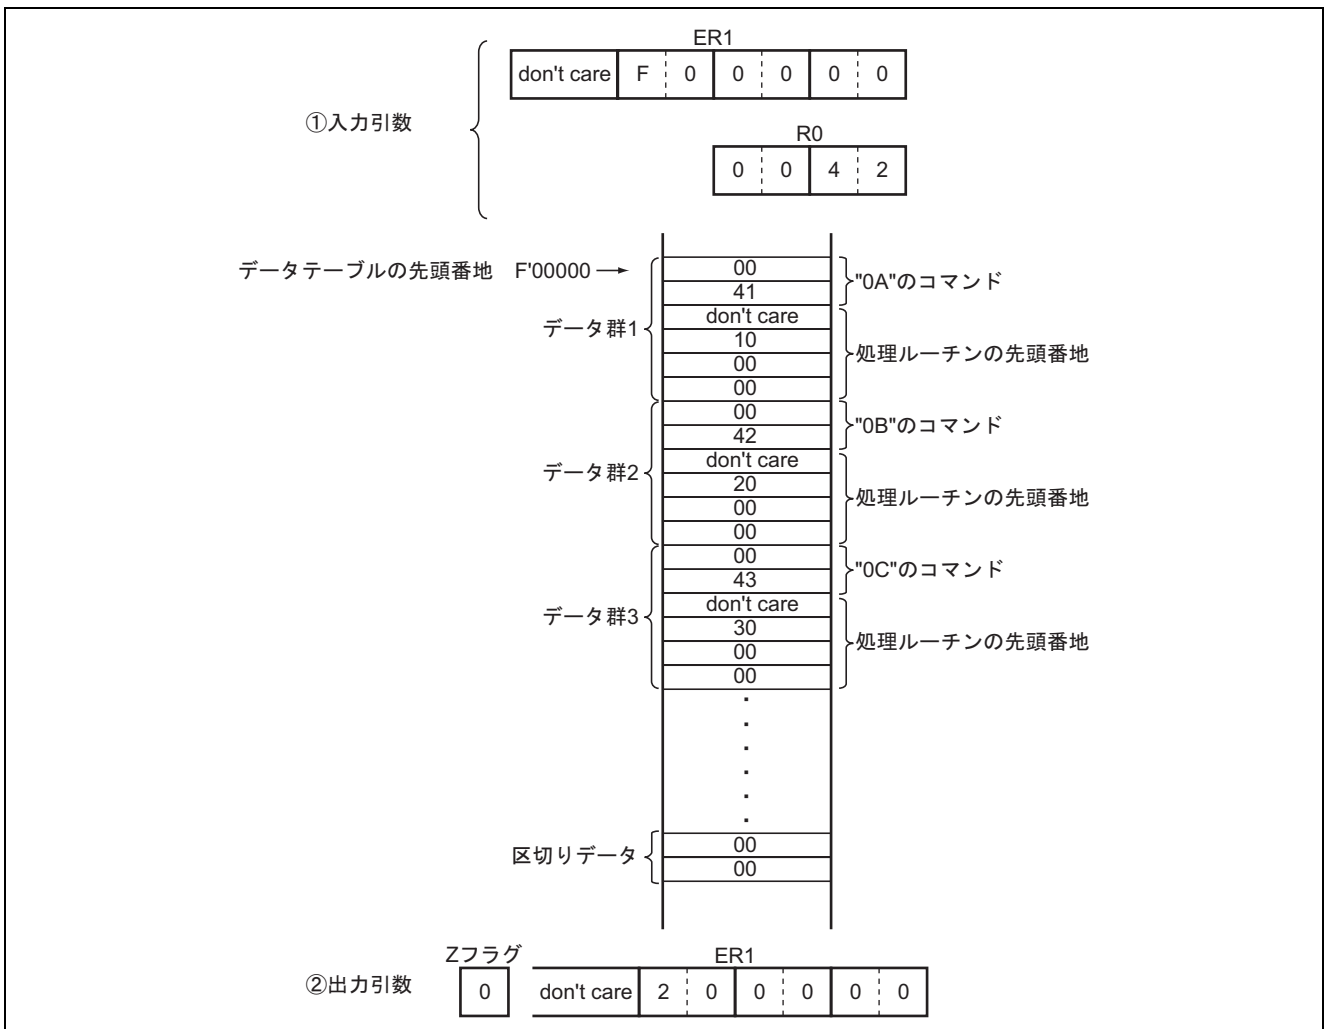 ER1
don't care F 0 0 0 0 0
①入力引数
R0
0 0 4 2
データテーブルの先頭番地 F'00000
00
"0A"のコマンド
41
don't care
データ群1
10
処理ルーチンの先頭番地
00
00
00
"0B"のコマンド
42
don't care
データ群2
20
処理ルーチンの先頭番地
00
00
00
"0C"のコマンド
43
don't care
データ群3
30
処理ルーチンの先頭番地
00
00
00
区切りデータ
00
Zフラグ ER1
②出力引数 0 don't care 2 0 0 0 0 0